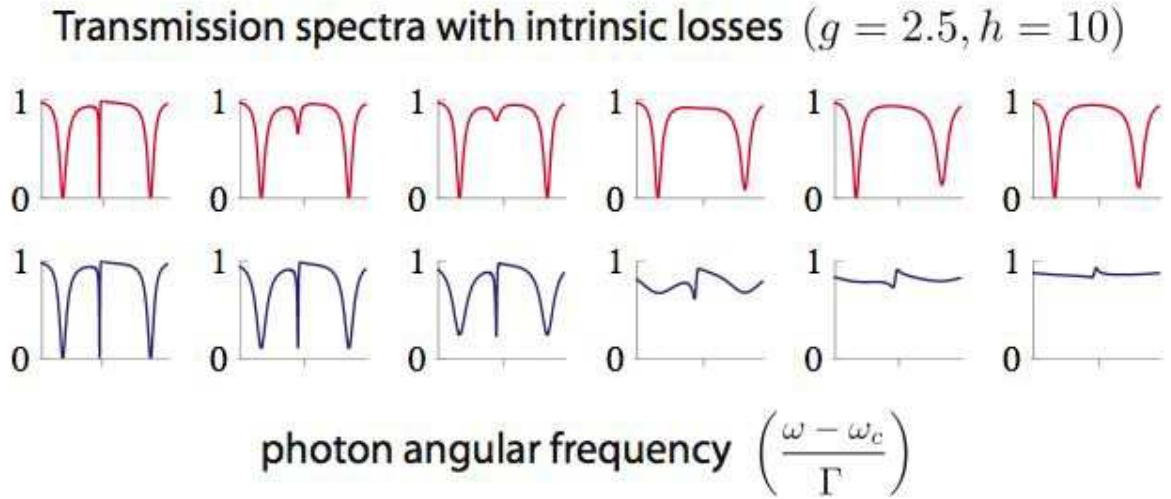 Transmission spectra with intrinsic losses (g = 2.5, h = 10)
1 1 1 1 1 1
0 0 0 0 0 0
1 1 1 1 1 1
0 0 0 0 0 0
photon angular frequency (\frac{ω − ω_c}{Γ})